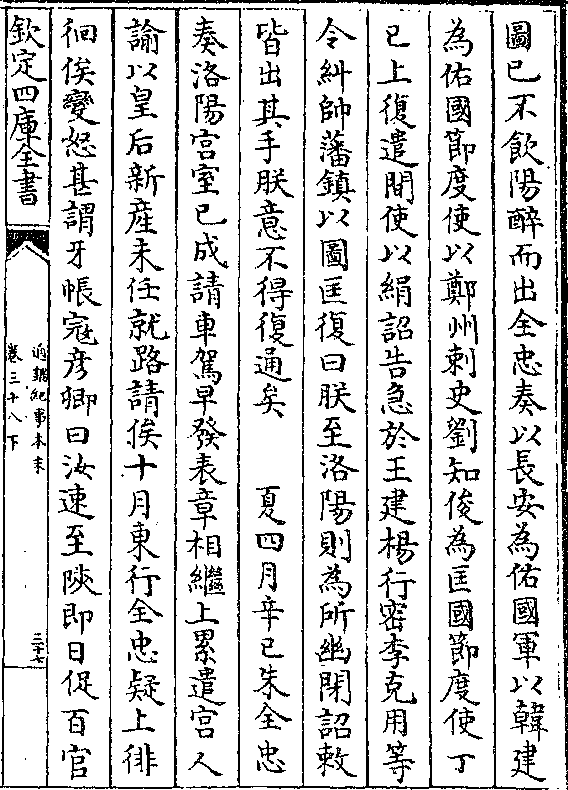 圖已不飲陽醉而出全忠奏以長安為佑國軍以韓建
為佑國節度使以鄭州刺史劉知俊為匡國節度使丁
已上復遣間使以絹詔告急於王建楊行密李克用等
令糾帥藩鎮以圖匡復曰朕至洛陽則為所幽閉詔敕
皆出其手朕意不得復通矣　夏四月辛已朱全忠
奏洛陽宫室已成請車駕早發表章相繼上累遣宫人
諭以皇后新産未任就路請俟十月東行全忠疑上徘
徊俟變怒甚謂牙帳寇彦卿曰汝速至陜即日促百官
欽定四庫全書
通鑑紀事本末
卷三十八下
三十七